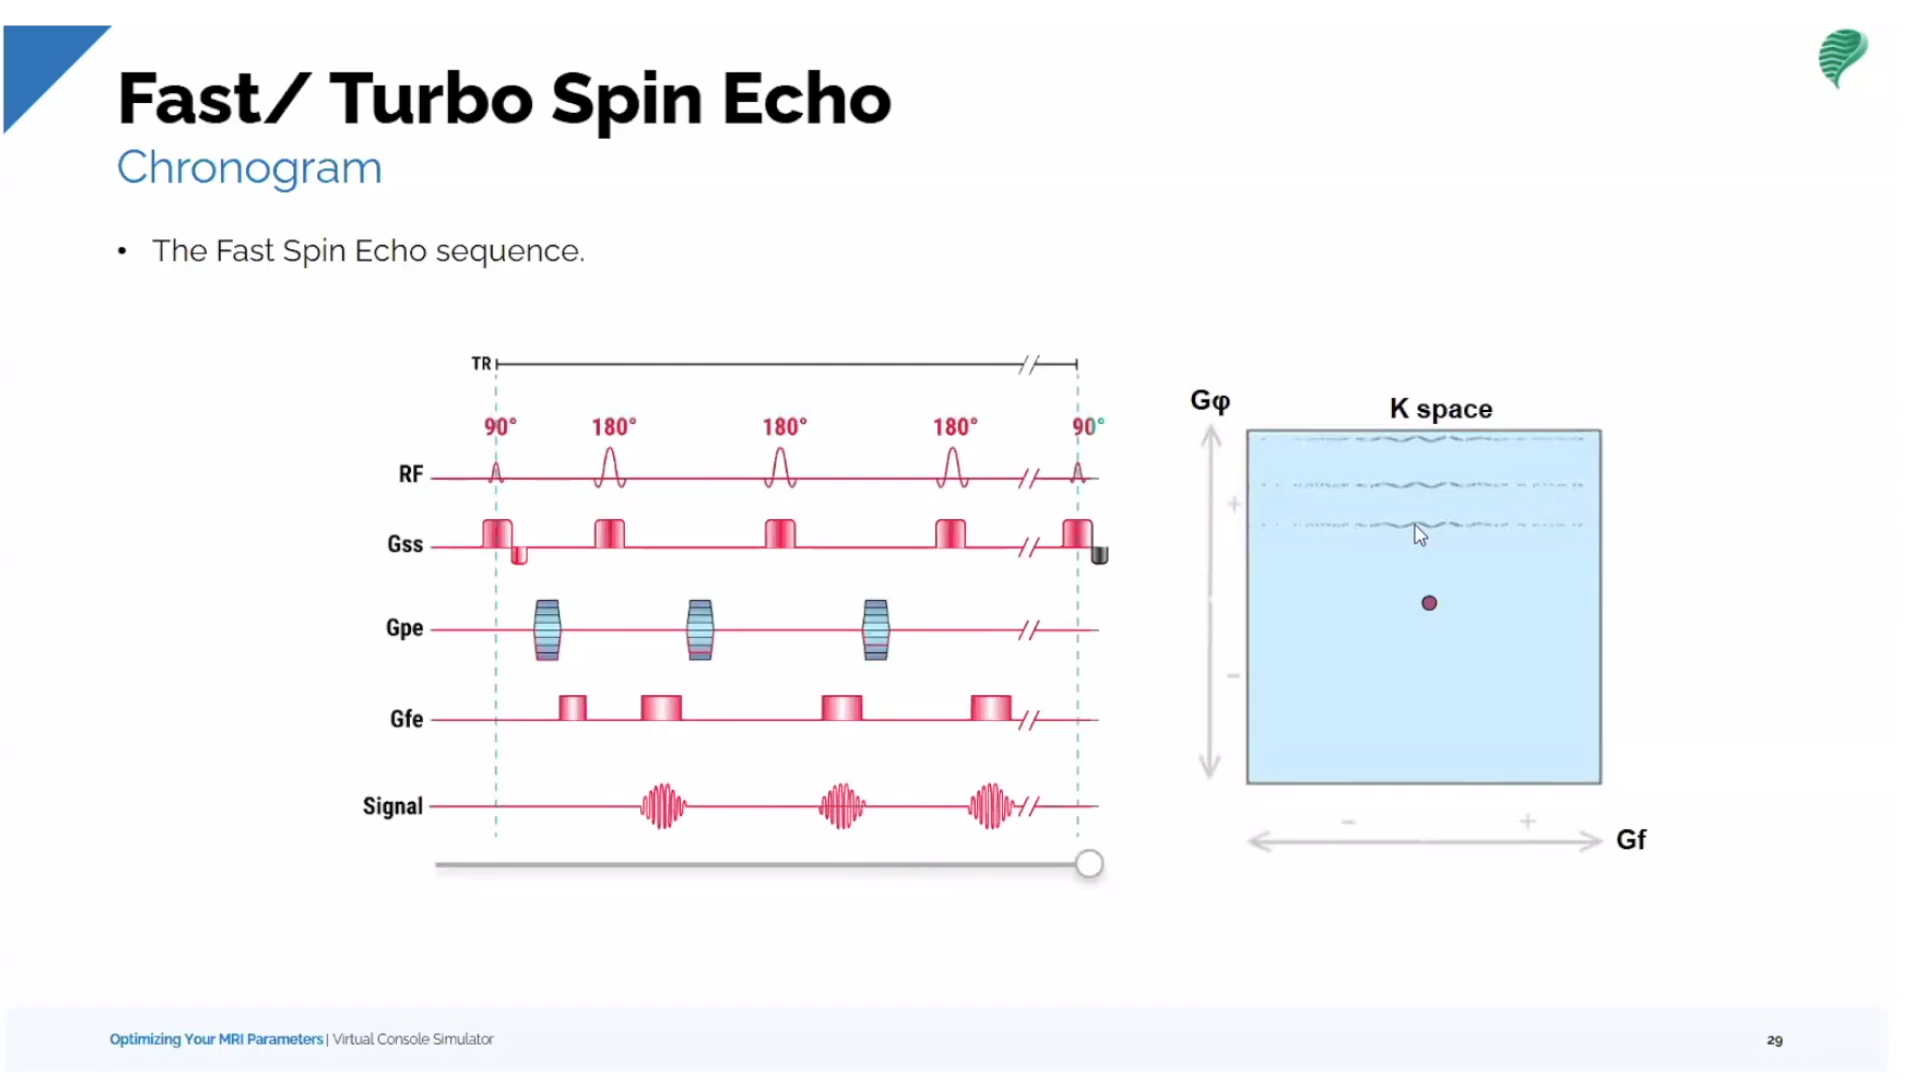 Fast/ Turbo Spin Echo
Chronogram
• The Fast Spin Echo sequence.
TR
90° 180° 180° 180° 90°
RF
Gss
Gpe
Gfe
Signal
Gφ
K space
+
−
− +
Gf
Optimizing Your MRI Parameters | Virtual Console Simulator
29